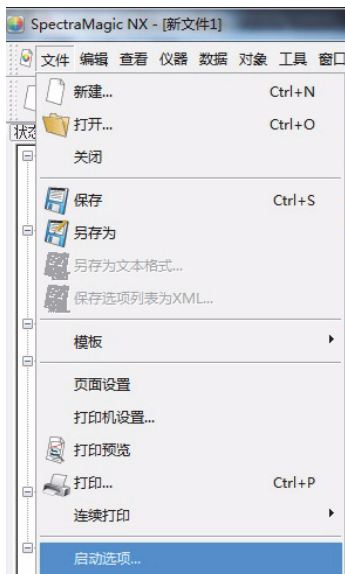 SpectraMagic NX - [新文件1]
文件 编辑 查看 仪器 数据 对象 工具 窗口
新建... Ctrl+N
打开... Ctrl+O
状态
关闭
保存 Ctrl+S
另存为
另存为文本格式...
保存选项列表为XML...
模板
页面设置
打印机设置...
打印预览
打印... Ctrl+P
连续打印
启动选项...